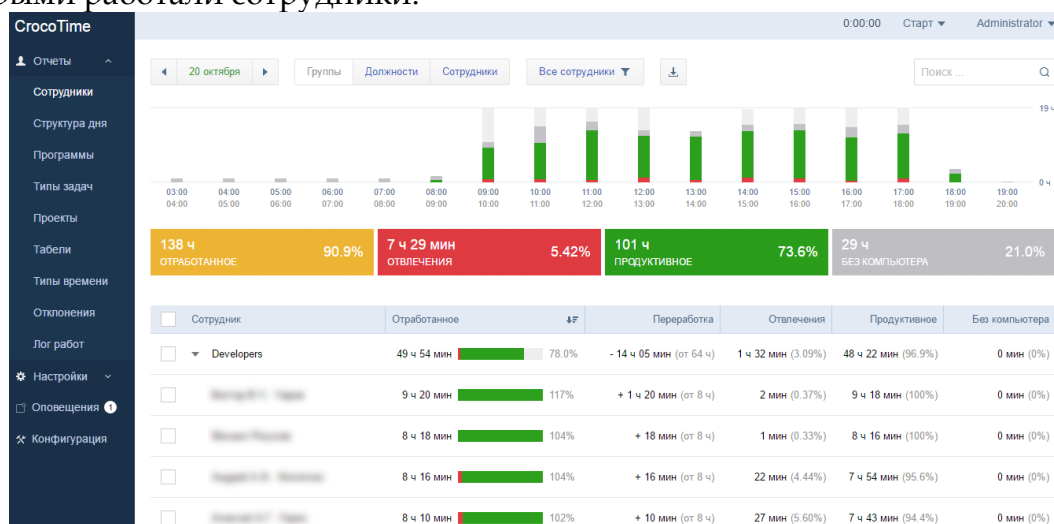 выми работали сотрудники.
CrocoTime
0:00:00 Старт Administrator
Отчеты
Сотрудники
Структура дня
Программы
Типы задач
Проекты
Табели
Типы времени
Отклонения
Лог работ
Настройки
Оповещения 1
Конфигурация
20 октября Группы Должности Сотрудники Все сотрудники Поиск ...
19 ч
0 ч
03:00 04:00 05:00 06:00 07:00 08:00 09:00 10:00 11:00 12:00 13:00 14:00 15:00 16:00 17:00 18:00 19:00
04:00 05:00 06:00 07:00 08:00 09:00 10:00 11:00 12:00 13:00 14:00 15:00 16:00 17:00 18:00 19:00 20:00
138 ч 90.9% 7 ч 29 мин 5.42% 101 ч 73.6% 29 ч 21.0%
ОТРАБОТАННОЕ ОТВЛЕЧЕНИЯ ПРОДУКТИВНОЕ БЕЗ КОМПЬЮТЕРА
Сотрудник Отработанное Переработка Отвлечения Продуктивное Без компьютера
Developers 49 ч 54 мин 78.0% - 14 ч 05 мин (от 64 ч) 1 ч 32 мин (3.09%) 48 ч 22 мин (96.9%) 0 мин (0%)
9 ч 20 мин 117% + 1 ч 20 мин (от 8 ч) 2 мин (0.37%) 9 ч 18 мин (100%) 0 мин (0%)
8 ч 18 мин 104% + 18 мин (от 8 ч) 1 мин (0.33%) 8 ч 16 мин (100%) 0 мин (0%)
8 ч 16 мин 104% + 16 мин (от 8 ч) 22 мин (4.44%) 7 ч 54 мин (95.6%) 0 мин (0%)
8 ч 10 мин 102% + 10 мин (от 8 ч) 27 мин (5.60%) 7 ч 43 мин (94.4%) 0 мин (0%)